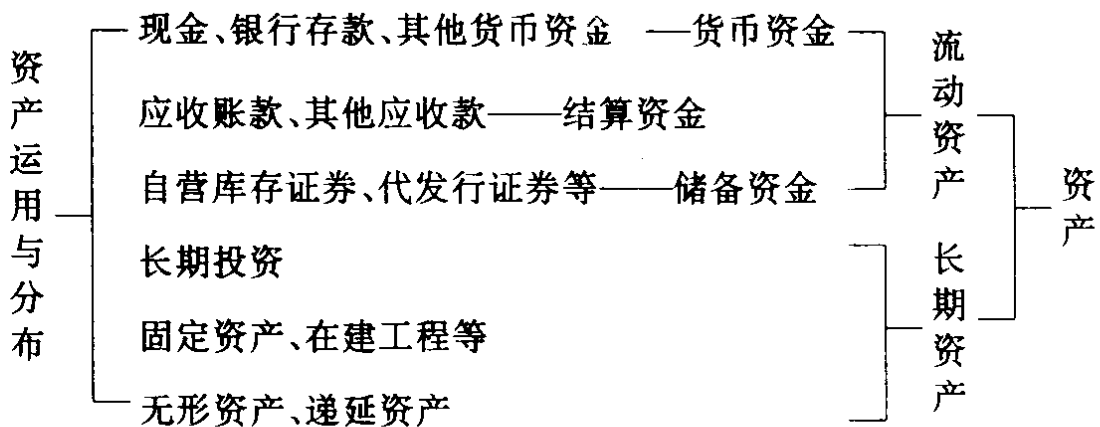 资产运用与分布
现金、银行存款、其他货币资金 —货币资金
应收账款、其他应收款——结算资金
自营库存证券、代发行证券等——储备资金
长期投资
固定资产、在建工程等
无形资产、递延资产
流动资产
长期资产
资产